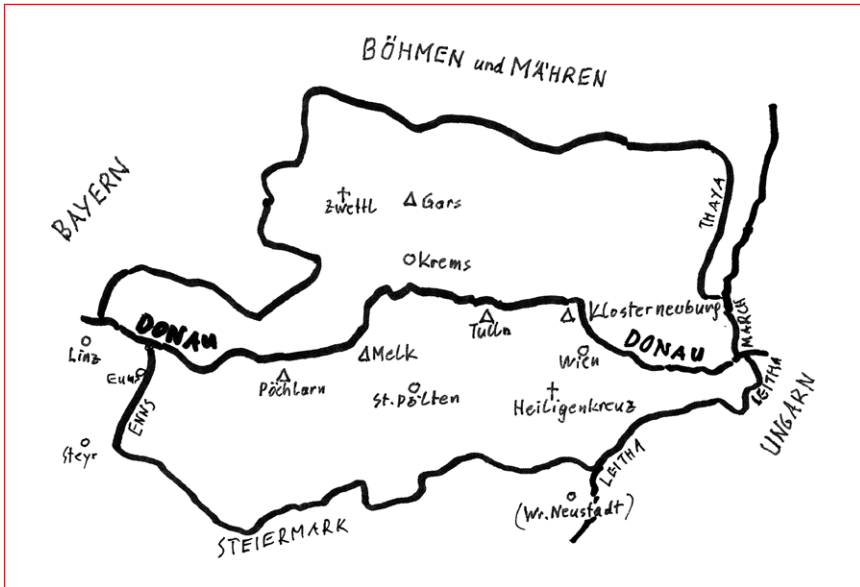 BÖHMEN und MÄHREN
BAYERN
THAYA
Zwettl
Gars
Krems
DONAU
Klosterneuburg
MARCH
Tulln
DONAU
Linz
Enns
ENNS
Melk
Pöchlarn
St. Pölten
Wien
Heiligenkreuz
LEITHA
UNGARN
Steyr
LEITHA
(Wr. Neustadt)
STEIERMARK